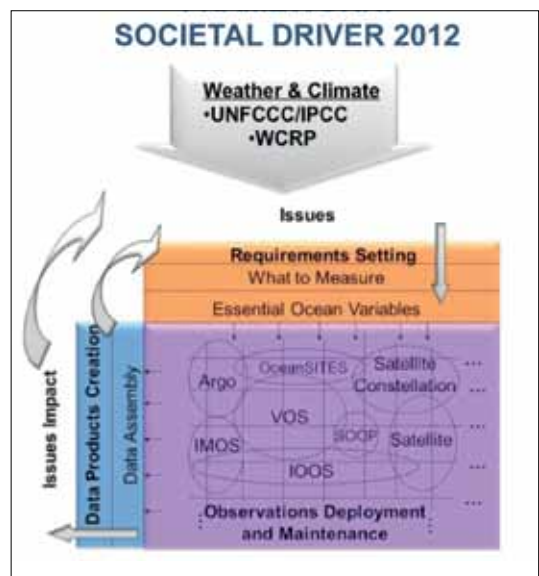 SOCIETAL DRIVER 2012
Weather & Climate
•UNFCCC/IPCC
•WCRP
Issues
Requirements Setting
What to Measure
Essential Ocean Variables
Issues Impact
Data Products Creation
Data Assembly
Argo
OceanSITES
Satellite
Constellation
VOS
SOOP
IMOS
Satellite
IOOS
Observations Deployment
and Maintenance